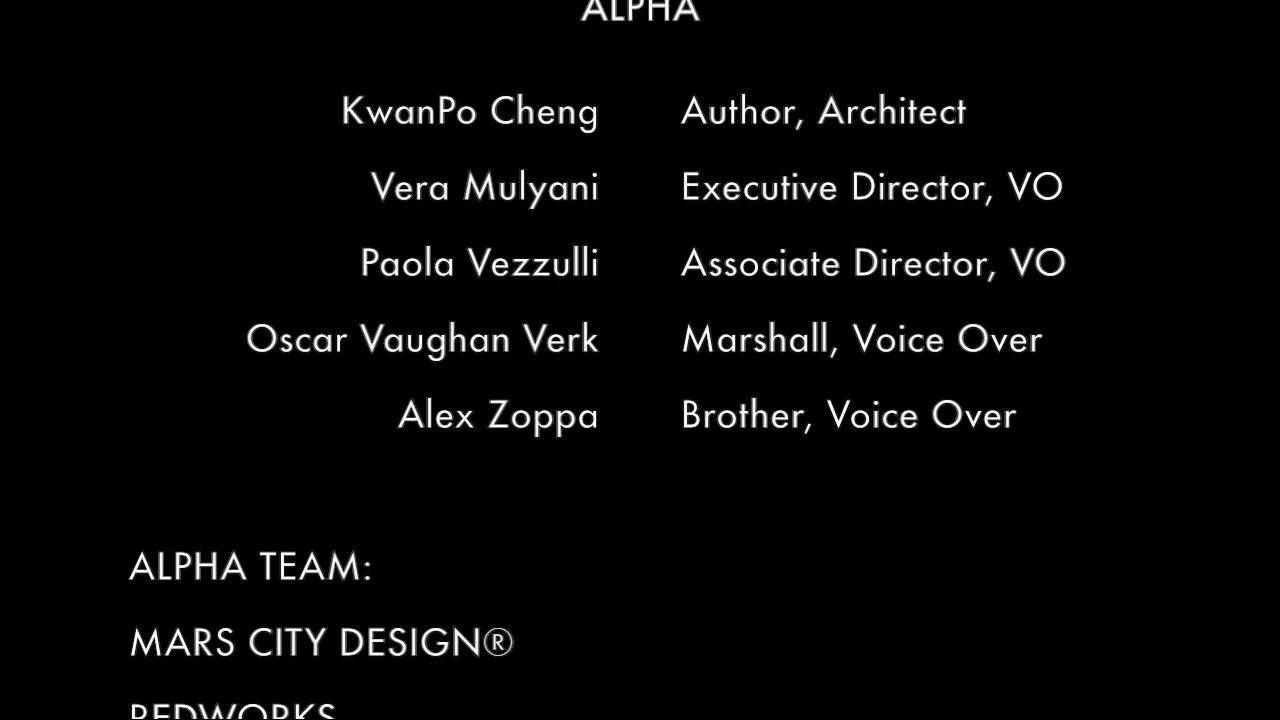 ALPHA
KwanPo Cheng Author, Architect
Vera Mulyani Executive Director, VO
Paola Vezzulli Associate Director, VO
Oscar Vaughan Verk Marshall, Voice Over
Alex Zoppa Brother, Voice Over
ALPHA TEAM:
MARS CITY DESIGN®
REDWORKS